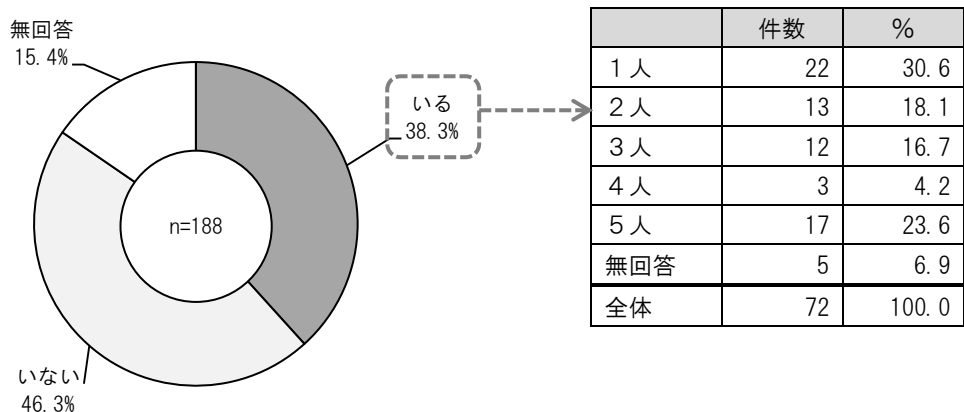 無回答
15.4%
いる
38.3%
n=188
いない
46.3%
件数 %
１人 22 30.6
２人 13 18.1
３人 12 16.7
４人 3 4.2
５人 17 23.6
無回答 5 6.9
全体 72 100.0